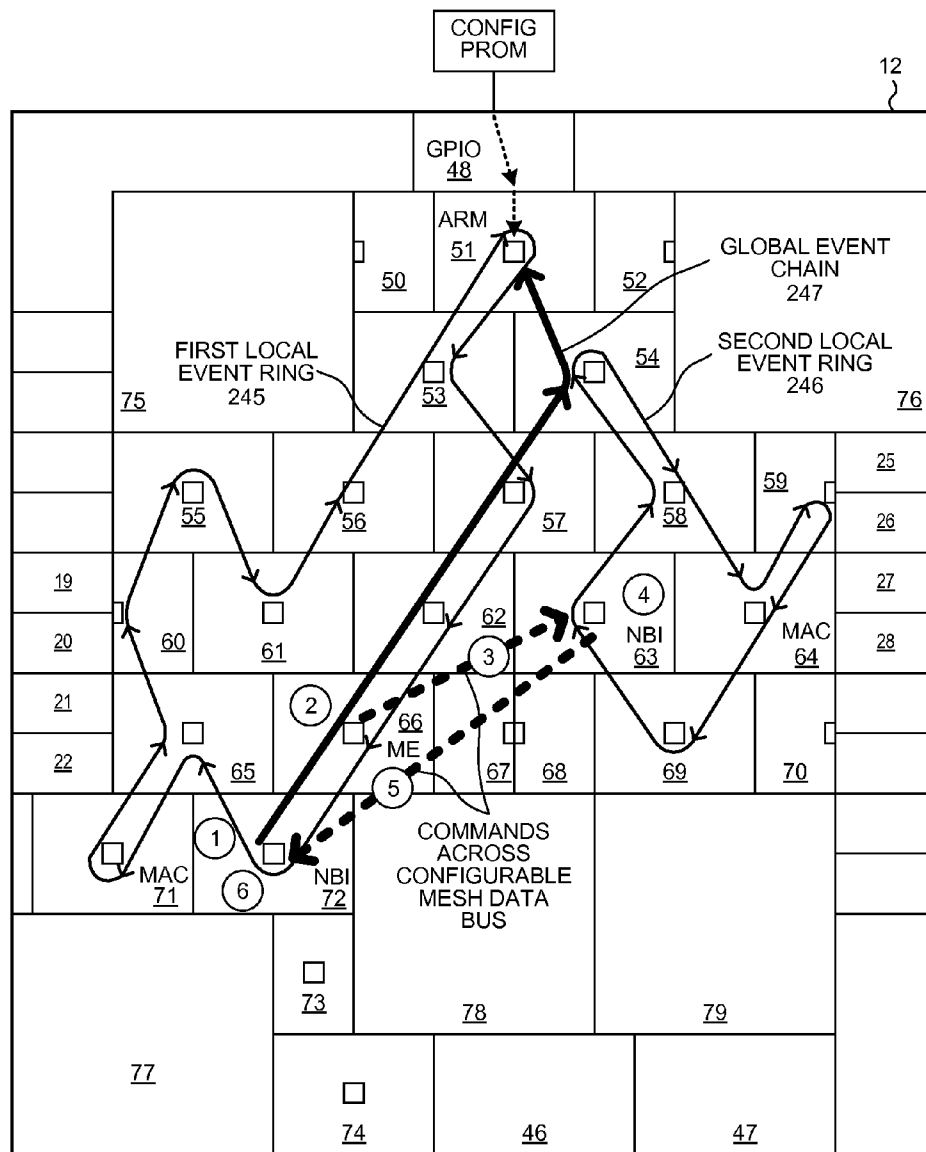 CONFIG
PROM
12
GPIO
48
ARM
51
50
52
GLOBAL EVENT
CHAIN
247
FIRST LOCAL
EVENT RING
245
53
54
SECOND LOCAL
EVENT RING
246
75
76
55
56
57
58
59
25
26
19
20
60
61
62
4
NBI
63
MAC
64
27
28
3
21
22
65
2
66
ME
67
68
69
70
5
1
MAC
71
6
NBI
72
COMMANDS
ACROSS
CONFIGURABLE
MESH DATA
BUS
73
78
79
77
74
46
47